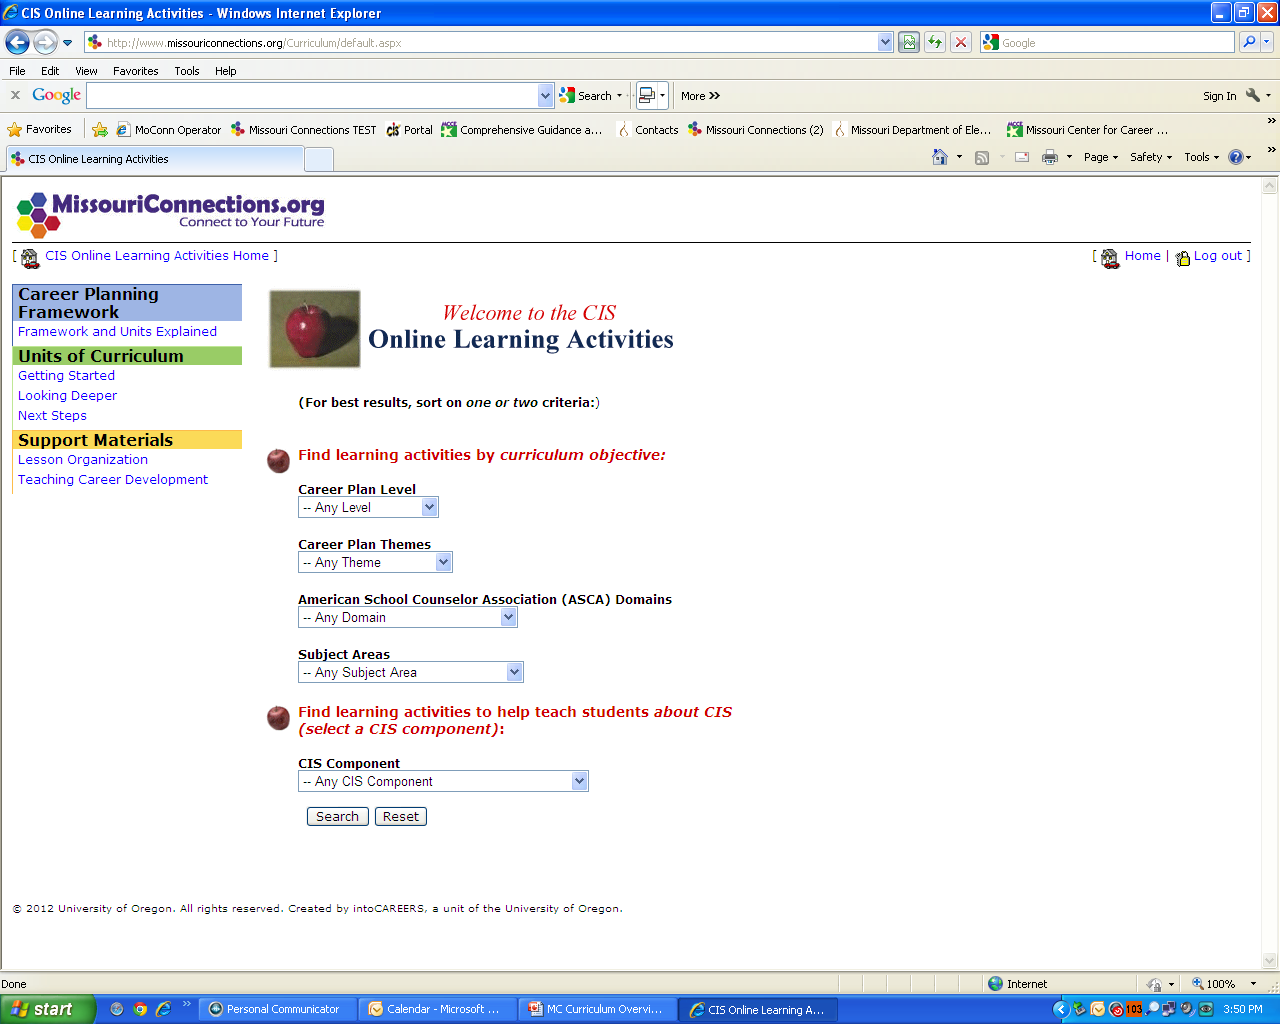 CIS Online Learning Activities - Windows Internet Explorer
http://www.missouriconnections.org/Curriculum/default.aspx
Google
File Edit View Favorites Tools Help
x Google Search More >> Sign In
Favorites MoConn Operator Missouri Connections TEST Portal Comprehensive Guidance a... Contacts Missouri Connections (2) Missouri Department of Ele... Missouri Center for Career ...
CIS Online Learning Activities Page Safety Tools
MissouriConnections.org
Connect to Your Future
[ CIS Online Learning Activities Home ] [ Home | Log out ]
Career Planning
Framework
Framework and Units Explained
Units of Curriculum
Getting Started
Looking Deeper
Next Steps
Support Materials
Lesson Organization
Teaching Career Development
Welcome to the CIS
Online Learning Activities
(For best results, sort on one or two criteria:)
Find learning activities by curriculum objective:
Career Plan Level
-- Any Level
Career Plan Themes
-- Any Theme
American School Counselor Association (ASCA) Domains
-- Any Domain
Subject Areas
-- Any Subject Area
Find learning activities to help teach students about CIS
(select a CIS component):
CIS Component
-- Any CIS Component
Search Reset
© 2012 University of Oregon. All rights reserved. Created by intoCAREERS, a unit of the University of Oregon.
Done Internet 100%
start Personal Communicator Calendar - Microsoft ... MC Curriculum Overvi... CIS Online Learning A... 103 3:50 PM